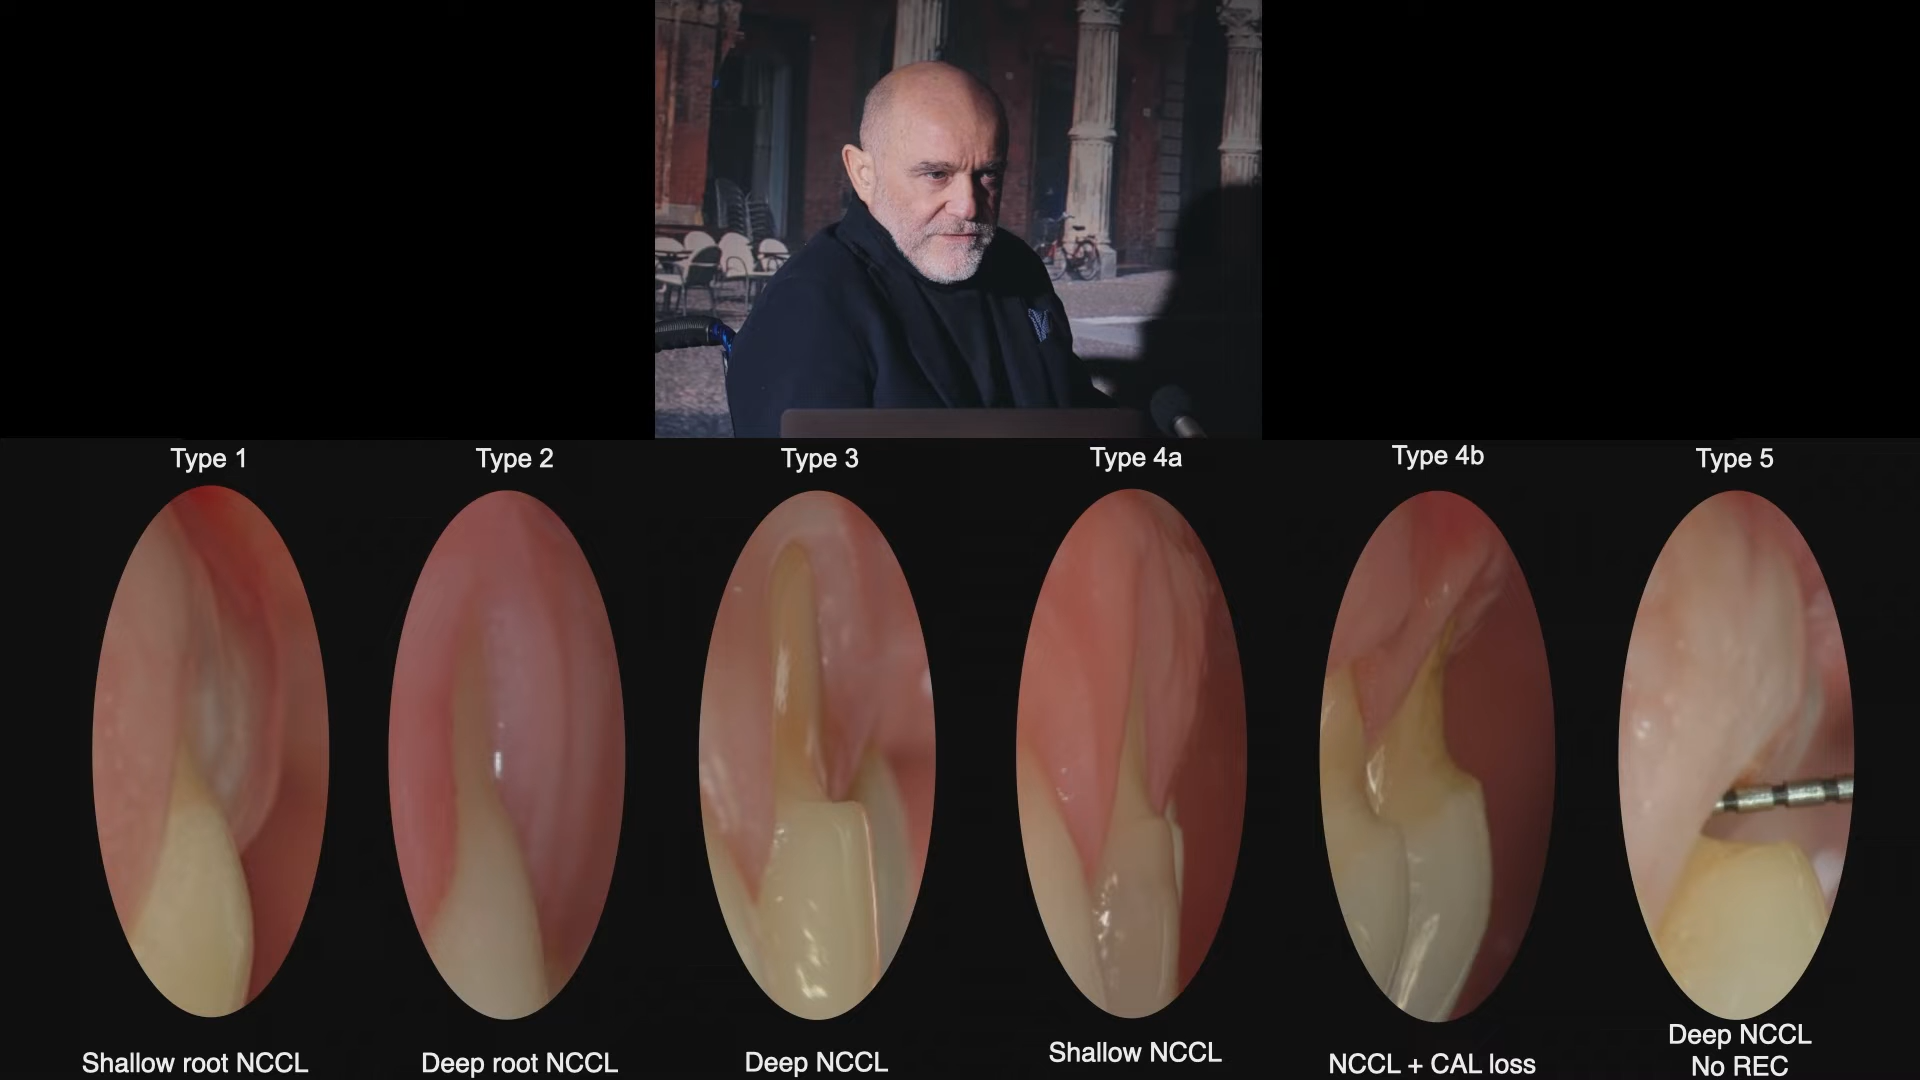 Type 1
Type 2
Type 3
Type 4a
Type 4b
Type 5
Shallow root NCCL
Deep root NCCL
Deep NCCL
Shallow NCCL
NCCL + CAL loss
Deep NCCL
No REC